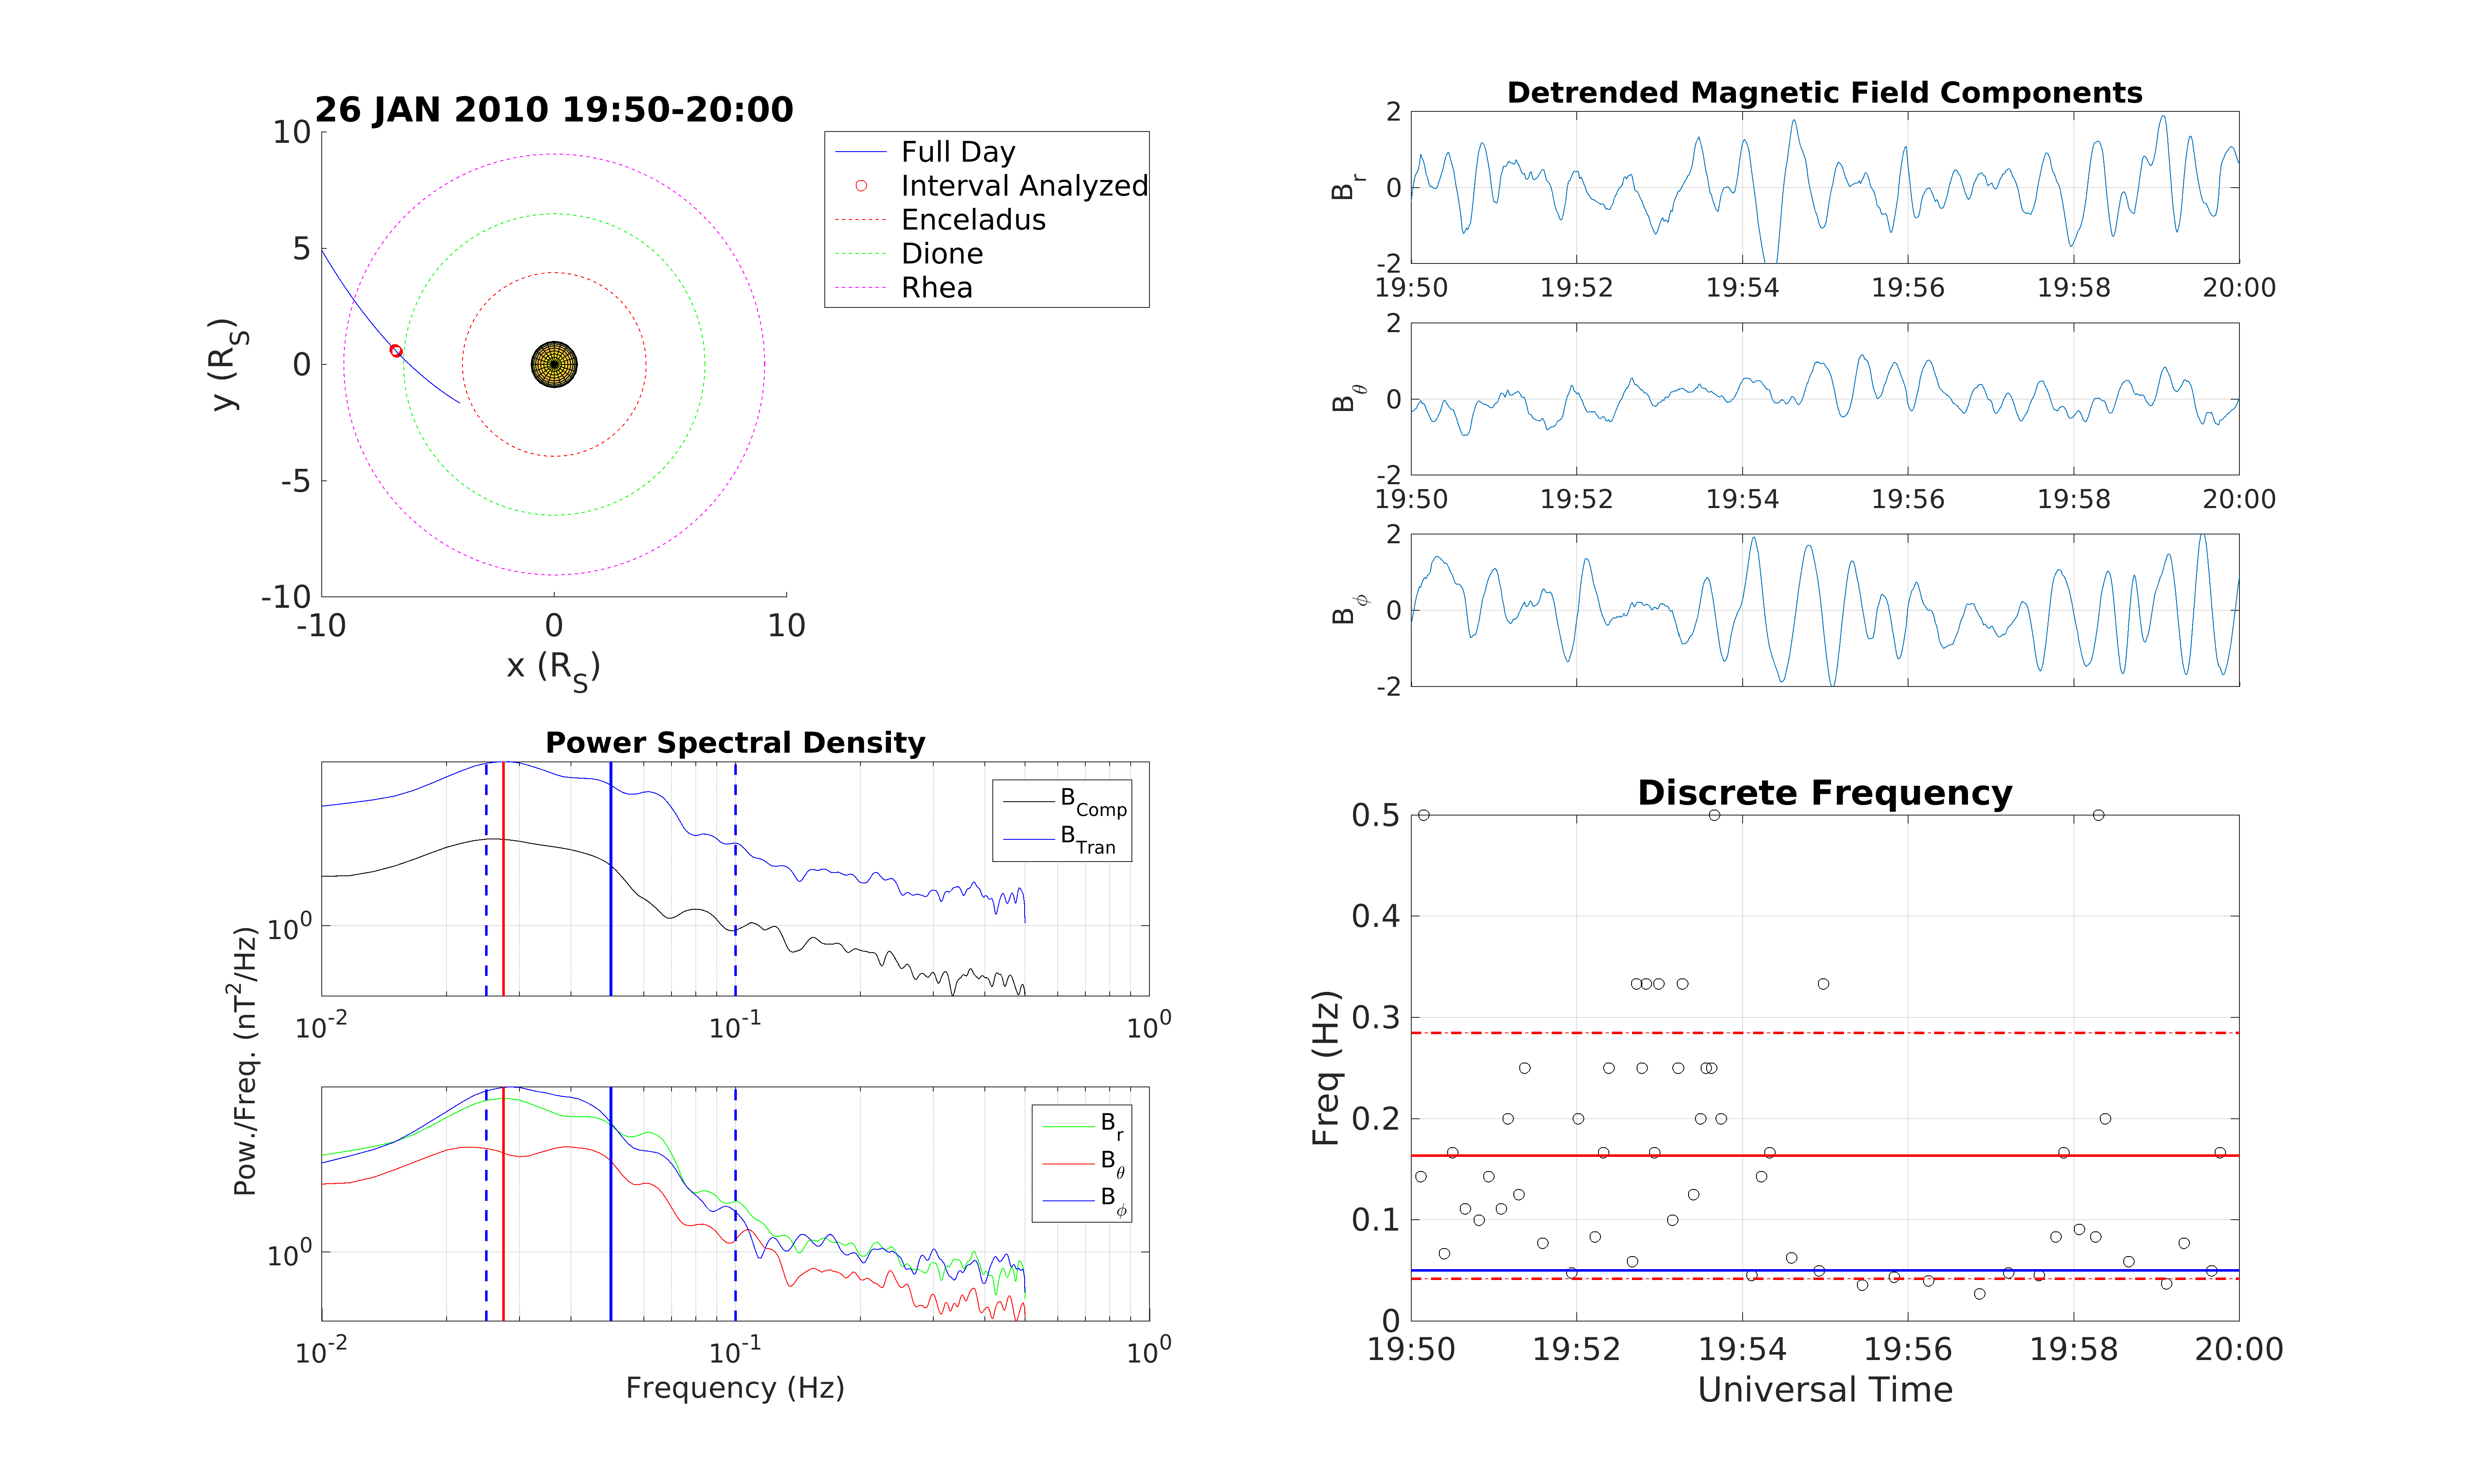 26 JAN 2010 19:50-20:00
10
5
0
-5
-10
-10 0 10
y (R_S)
x (R_S)
Full Day
Interval Analyzed
Enceladus
Dione
Rhea
Detrended Magnetic Field Components
2
0
-2
B_r
19:50 19:52 19:54 19:56 19:58 20:00
2
0
-2
B_θ
19:50 19:52 19:54 19:56 19:58 20:00
2
0
-2
B_ϕ
Power Spectral Density
B_Comp
B_Tran
10^0
10^-2 10^-1 10^0
Pow./Freq. (nT^2/Hz)
B_r
B_θ
B_ϕ
10^0
10^-2 10^-1 10^0
Frequency (Hz)
Discrete Frequency
0.5
0.4
0.3
0.2
0.1
0
Freq (Hz)
19:50 19:52 19:54 19:56 19:58 20:00
Universal Time